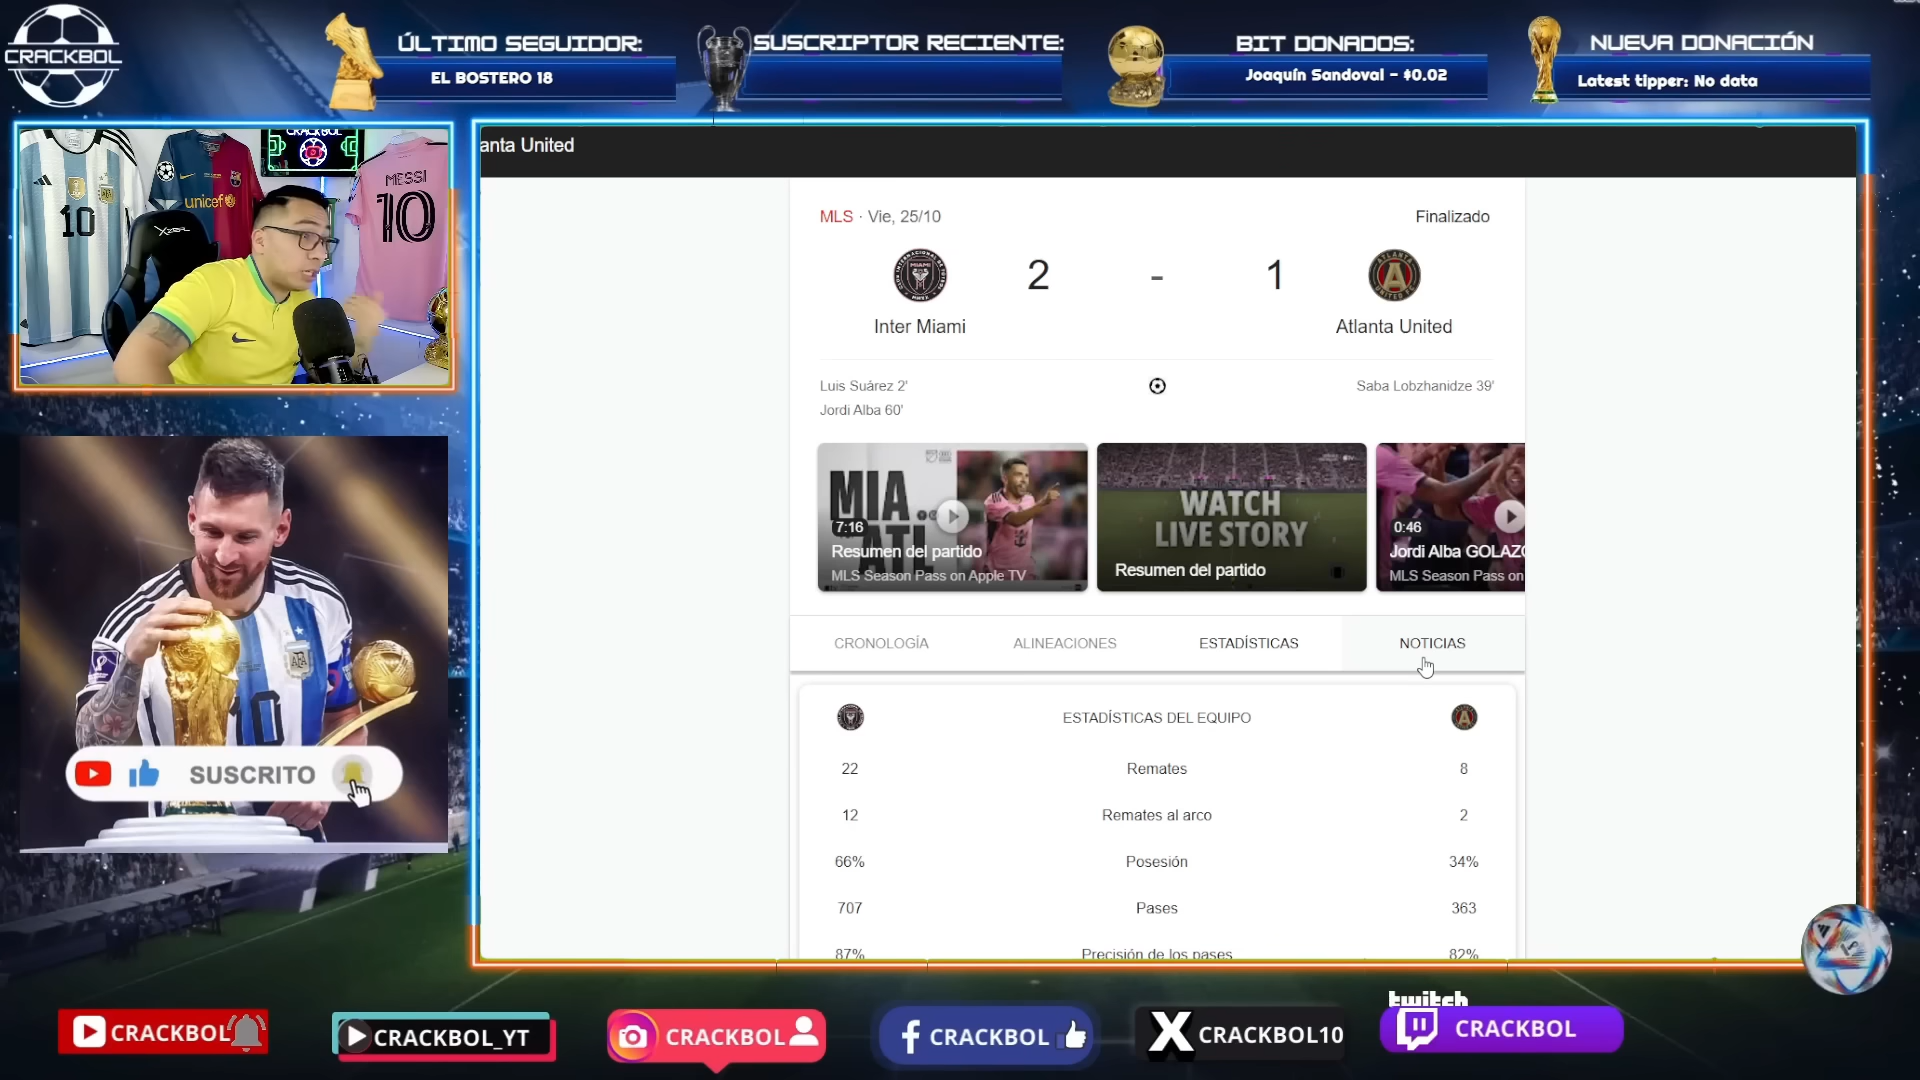 CRACKBOL
ÚLTIMO SEGUIDOR:
EL BOSTERO 18
SUSCRIPTOR RECIENTE:
BIT DONADOS:
Joaquín Sandoval - $0.02
NUEVA DONACIÓN
Latest tipper: No data
anta United
CRACKBOL
10
unicef
XZER
MESSI
10
MLS · Vie, 25/10
Finalizado
2 - 1
Inter Miami
Atlanta United
Luis Suárez 2'
Saba Lobzhanidze 39'
Jordi Alba 60'
MIA
ATL
7:16
Resumen del partido
MLS Season Pass on Apple TV
WATCH
LIVE STORY
Resumen del partido
0:46
Jordi Alba GOLAZO
MLS Season Pass on
CRONOLOGÍA
ALINEACIONES
ESTADÍSTICAS
NOTICIAS
ESTADÍSTICAS DEL EQUIPO
22 Remates 8
12 Remates al arco 2
66% Posesión 34%
707 Pases 363
87% Precisión de los pases 82%
AFA
10
SUSCRITO
CRACKBOL
CRACKBOL_YT
CRACKBOL
CRACKBOL
CRACKBOL10
twitch
CRACKBOL